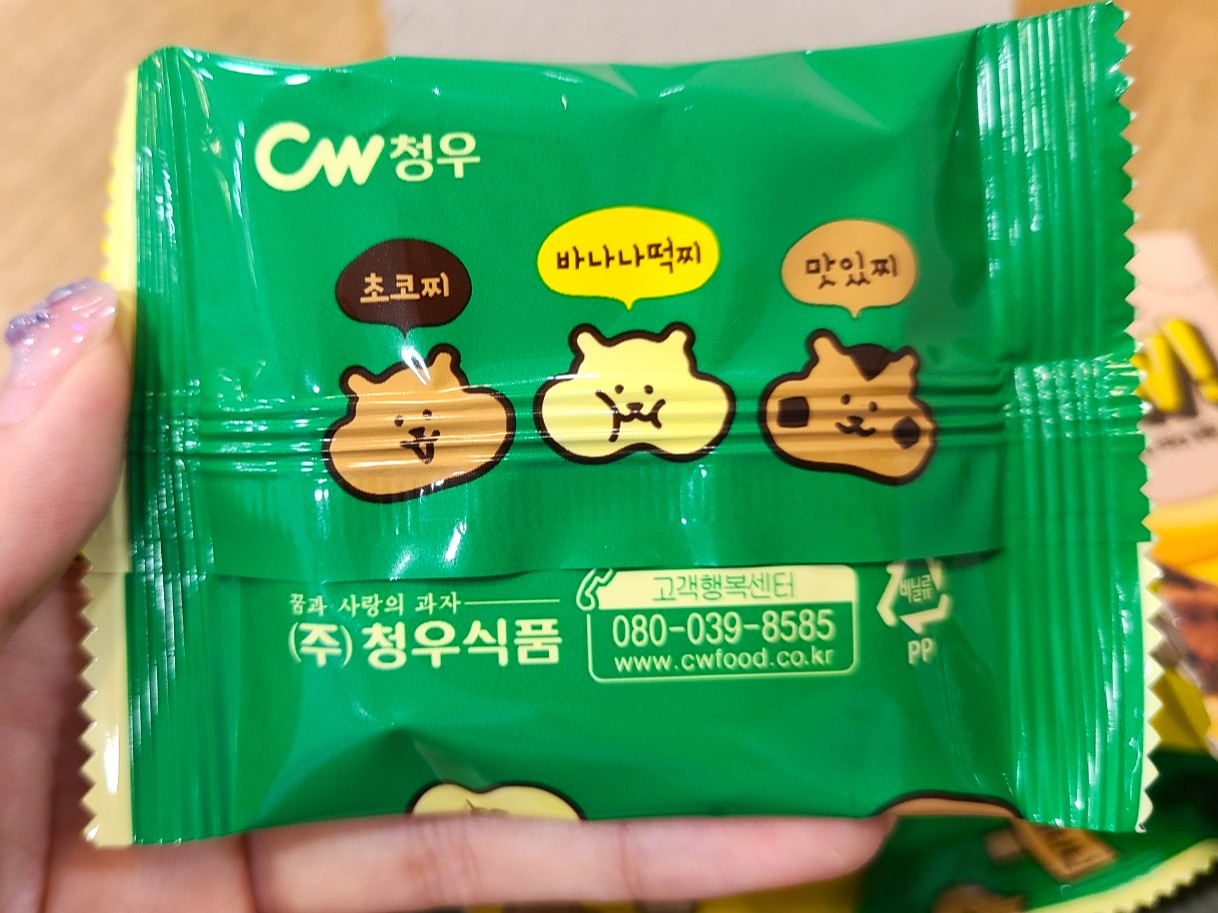 CW청우
초코찌
바나나떡찌
맛있찌
꿈과 사랑의 과자
(주)청우식품
고객행복센터
080-039-8585
www.cwfood.co.kr
비닐류
PP